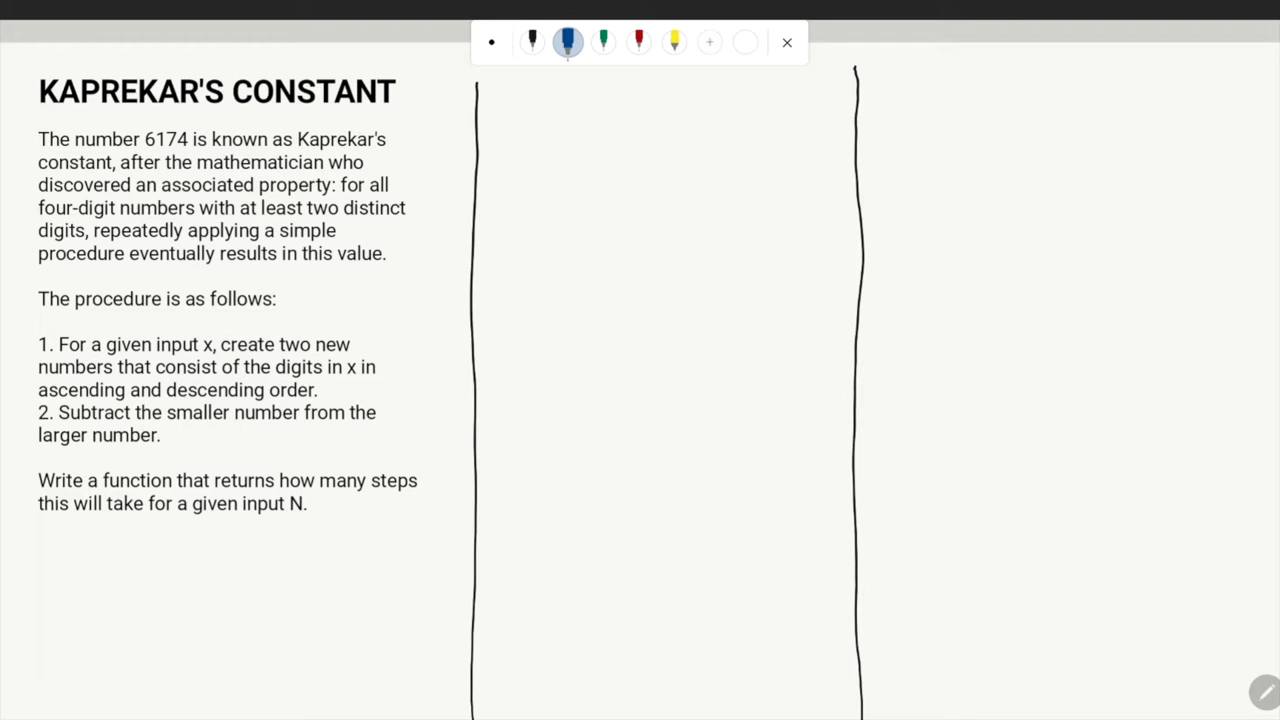 KAPREKAR'S CONSTANT
The number 6174 is known as Kaprekar's
constant, after the mathematician who
discovered an associated property: for all
four-digit numbers with at least two distinct
digits, repeatedly applying a simple
procedure eventually results in this value.
The procedure is as follows:
1. For a given input x, create two new
numbers that consist of the digits in x in
ascending and descending order.
2. Subtract the smaller number from the
larger number.
Write a function that returns how many steps
this will take for a given input N.